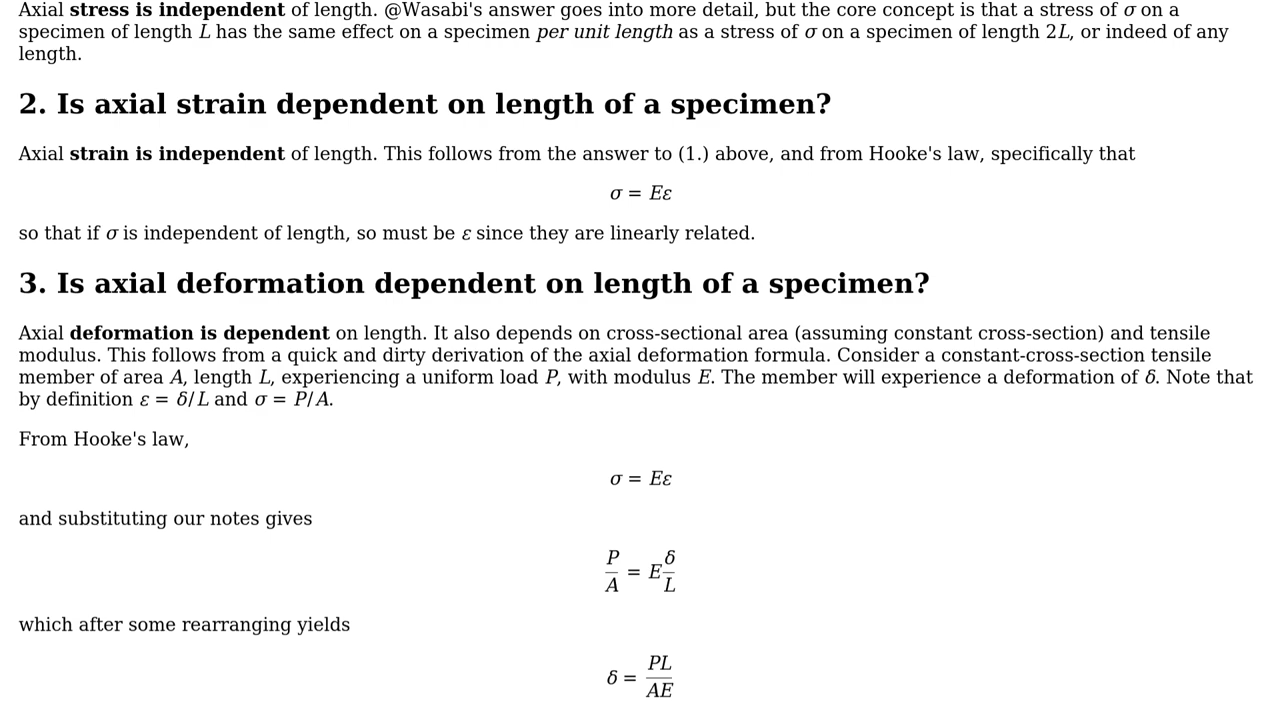 Axial stress is independent of length. @Wasabi's answer goes into more detail, but the core concept is that a stress of σ on a
specimen of length L has the same effect on a specimen per unit length as a stress of σ on a specimen of length 2L, or indeed of any
length.
2. Is axial strain dependent on length of a specimen?
Axial strain is independent of length. This follows from the answer to (1.) above, and from Hooke's law, specifically that
σ = Eε
so that if σ is independent of length, so must be ε since they are linearly related.
3. Is axial deformation dependent on length of a specimen?
Axial deformation is dependent on length. It also depends on cross-sectional area (assuming constant cross-section) and tensile
modulus. This follows from a quick and dirty derivation of the axial deformation formula. Consider a constant-cross-section tensile
member of area A, length L, experiencing a uniform load P, with modulus E. The member will experience a deformation of δ. Note that
by definition ε = δ/L and σ = P/A.
From Hooke's law,
σ = Eε
and substituting our notes gives
P/A = E δ/L
which after some rearranging yields
δ = PL/AE